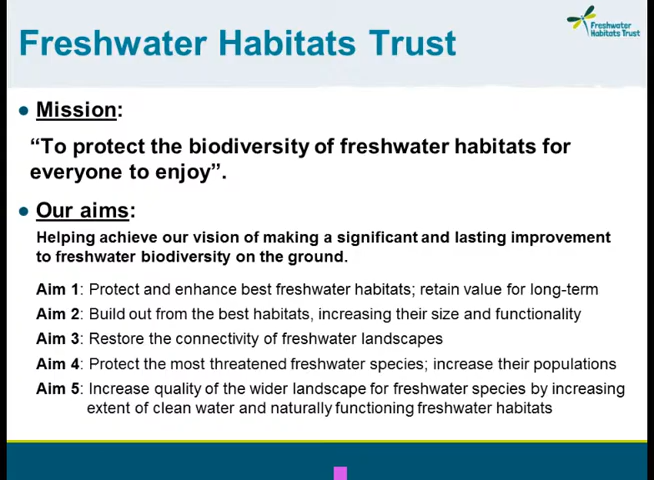 Freshwater Habitats Trust
Freshwater
Habitats Trust
Mission:
“To protect the biodiversity of freshwater habitats for
everyone to enjoy”.
Our aims:
Helping achieve our vision of making a significant and lasting improvement
to freshwater biodiversity on the ground.
Aim 1: Protect and enhance best freshwater habitats; retain value for long-term
Aim 2: Build out from the best habitats, increasing their size and functionality
Aim 3: Restore the connectivity of freshwater landscapes
Aim 4: Protect the most threatened freshwater species; increase their populations
Aim 5: Increase quality of the wider landscape for freshwater species by increasing
extent of clean water and naturally functioning freshwater habitats